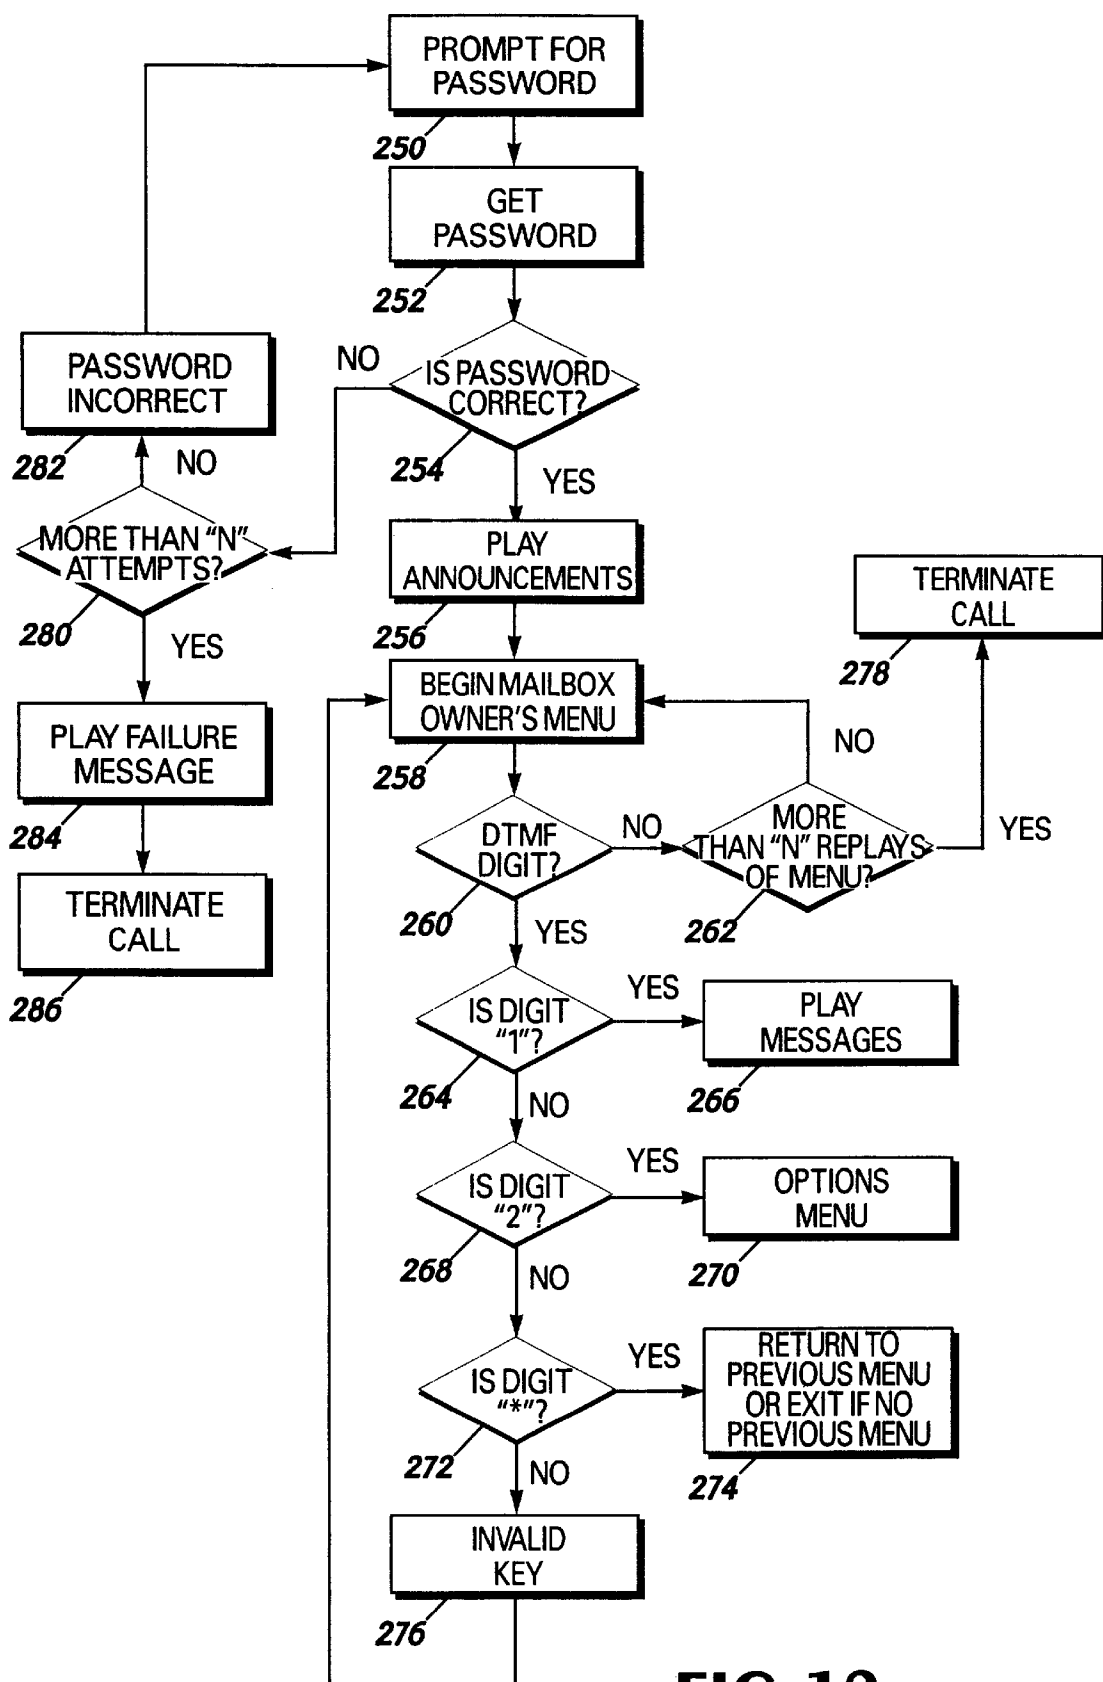 PROMPT FOR
PASSWORD
250
GET
PASSWORD
252
IS PASSWORD
CORRECT?
254
NO
YES
PASSWORD
INCORRECT
282
NO
MORE THAN “N”
ATTEMPTS?
280
YES
PLAY FAILURE
MESSAGE
284
TERMINATE
CALL
286
PLAY
ANNOUNCEMENTS
256
BEGIN MAILBOX
OWNER'S MENU
258
TERMINATE
CALL
278
DTMF
DIGIT?
260
NO
YES
MORE
THAN “N” REPLAYS
OF MENU?
262
NO
YES
IS DIGIT
“1”?
264
YES
NO
PLAY
MESSAGES
266
IS DIGIT
“2”?
268
YES
NO
OPTIONS
MENU
270
IS DIGIT
“*”?
272
YES
NO
RETURN TO
PREVIOUS MENU
OR EXIT IF NO
PREVIOUS MENU
274
INVALID
KEY
276